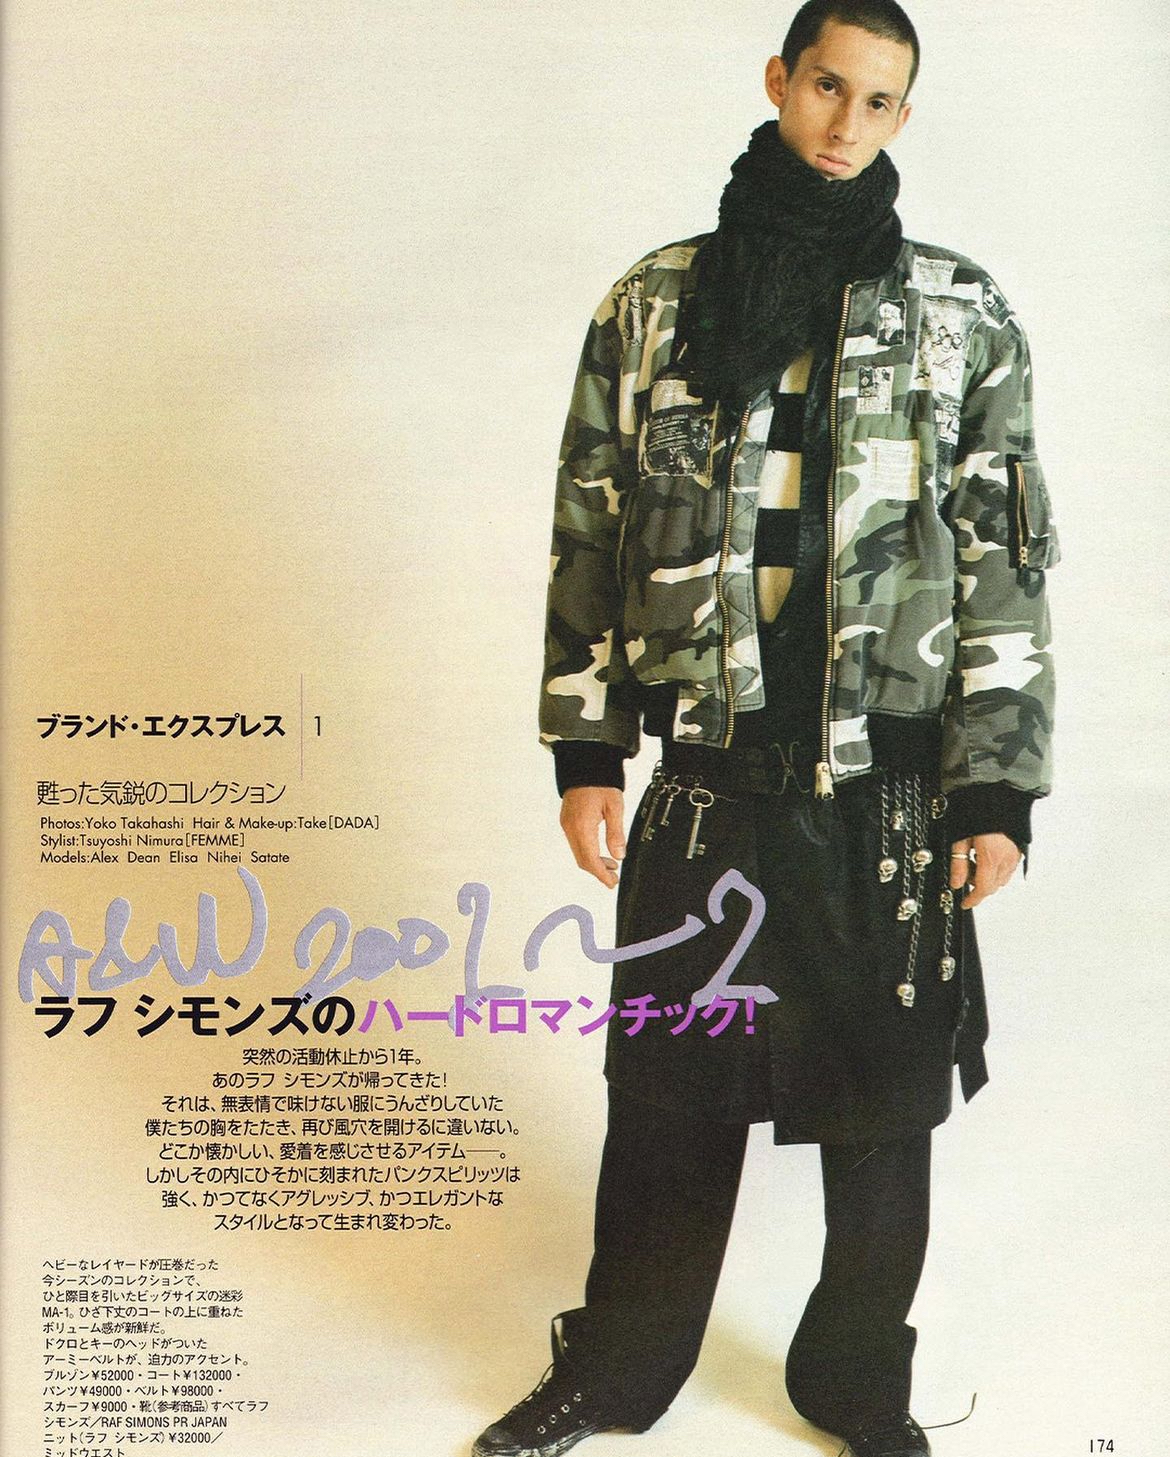 ブランド・エクスプレス 1
甦った気鋭のコレクション
Photos:Yoko Takahashi Hair & Make-up:Take[DADA]
Stylist:Tsuyoshi Nimura[FEMME]
Models:Alex Dean Elisa Nihei Satate
A&W 2001〜2
ラフ シモンズのハードロマンチック!
突然の活動休止から1年。
あのラフ シモンズが帰ってきた!
それは、無表情で味けない服にうんざりしていた
僕たちの胸をたたき、再び風穴を開けるに違いない。
どこか懐かしい、愛着を感じさせるアイテム——。
しかしその内にひそかに刻まれたパンクスピリッツは
強く、かつてなくアグレッシブ、かつエレガントな
スタイルとなって生まれ変わった。
ヘビーなレイヤードが圧巻だった
今シーズンのコレクションで、
ひと際目を引いたビッグサイズの迷彩
MA-1。ひざ下丈のコートの上に重ねた
ボリューム感が新鮮だ。
ドクロとキーのヘッドがついた
アーミーベルトが、迫力のアクセント。
ブルゾン¥52000・コート¥132000・
パンツ¥49000・ベルト¥98000・
スカーフ¥9000・靴(参考商品)すべてラフ
シモンズ/RAF SIMONS PR JAPAN
ニット(ラフ シモンズ)¥32000/
ミッドウエスト
174